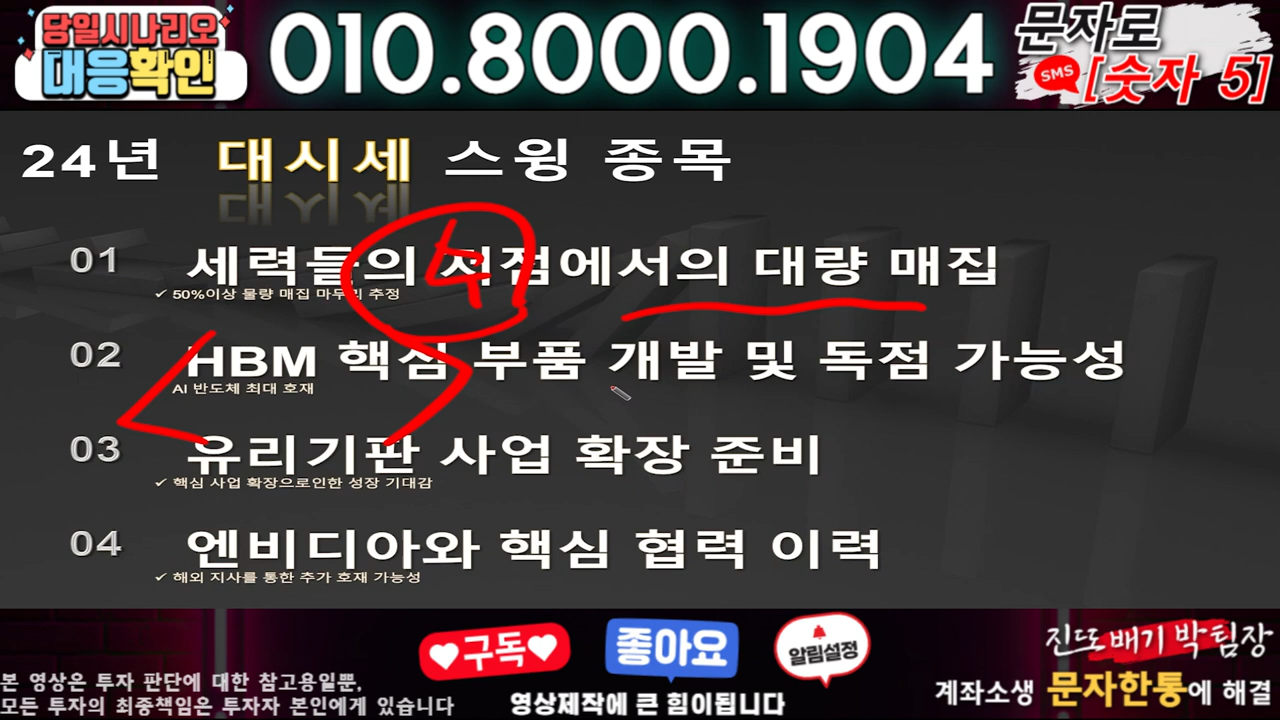 당일시나리오
대응확인
010.8000.1904
문자로
SMS
[숫자 5]
24년 대시세 스윙 종목
01 세력들의 저점에서의 대량 매집
✓ 50%이상 물량 매집 마무리 추정
02 HBM 핵심 부품 개발 및 독점 가능성
AI 반도체 최대 호재
03 유리기판 사업 확장 준비
✓ 핵심 사업 확장으로인한 성장 기대감
04 엔비디아와 핵심 협력 이력
✓ 해외 지사를 통한 추가 호재 가능성
구독
좋아요
알림설정
진또배기 박팀장
본 영상은 투자 판단에 대한 참고용일뿐,
모든 투자의 최종책임은 투자자 본인에게 있습니다
영상제작에 큰 힘이됩니다
계좌소생 문자한통에 해결